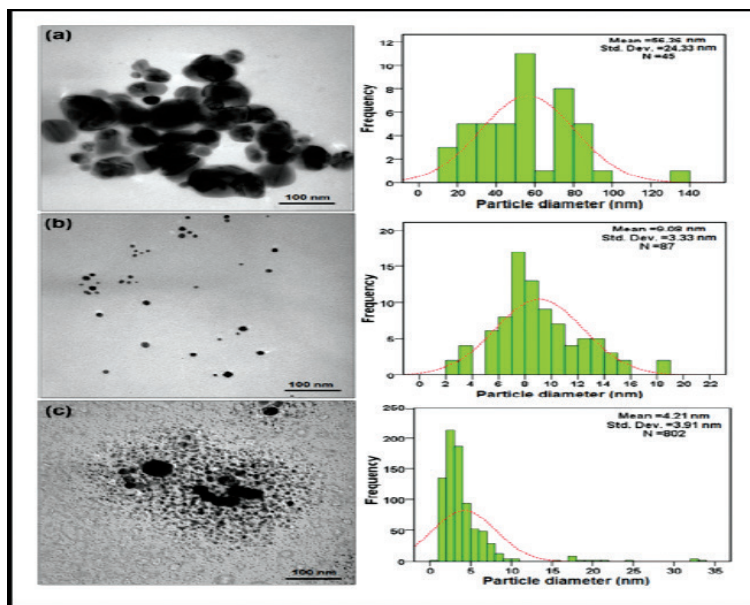 (a)
100 nm
Mean =56.26 nm
Std. Dev. =24.33 nm
N =45
Frequency
12
10
8
6
4
2
0
0 20 40 60 80 100 120 140
Particle diameter (nm)
(b)
100 nm
Mean =9.08 nm
Std. Dev. =3.33 nm
N =87
Frequency
20
15
10
5
0
0 2 4 6 8 10 12 14 16 18 20 22
Particle diameter (nm)
(c)
100 nm
Mean =4.21 nm
Std. Dev. =3.91 nm
N =802
Frequency
250
200
150
100
50
0
0 5 10 15 20 25 30 35
Particle diameter (nm)